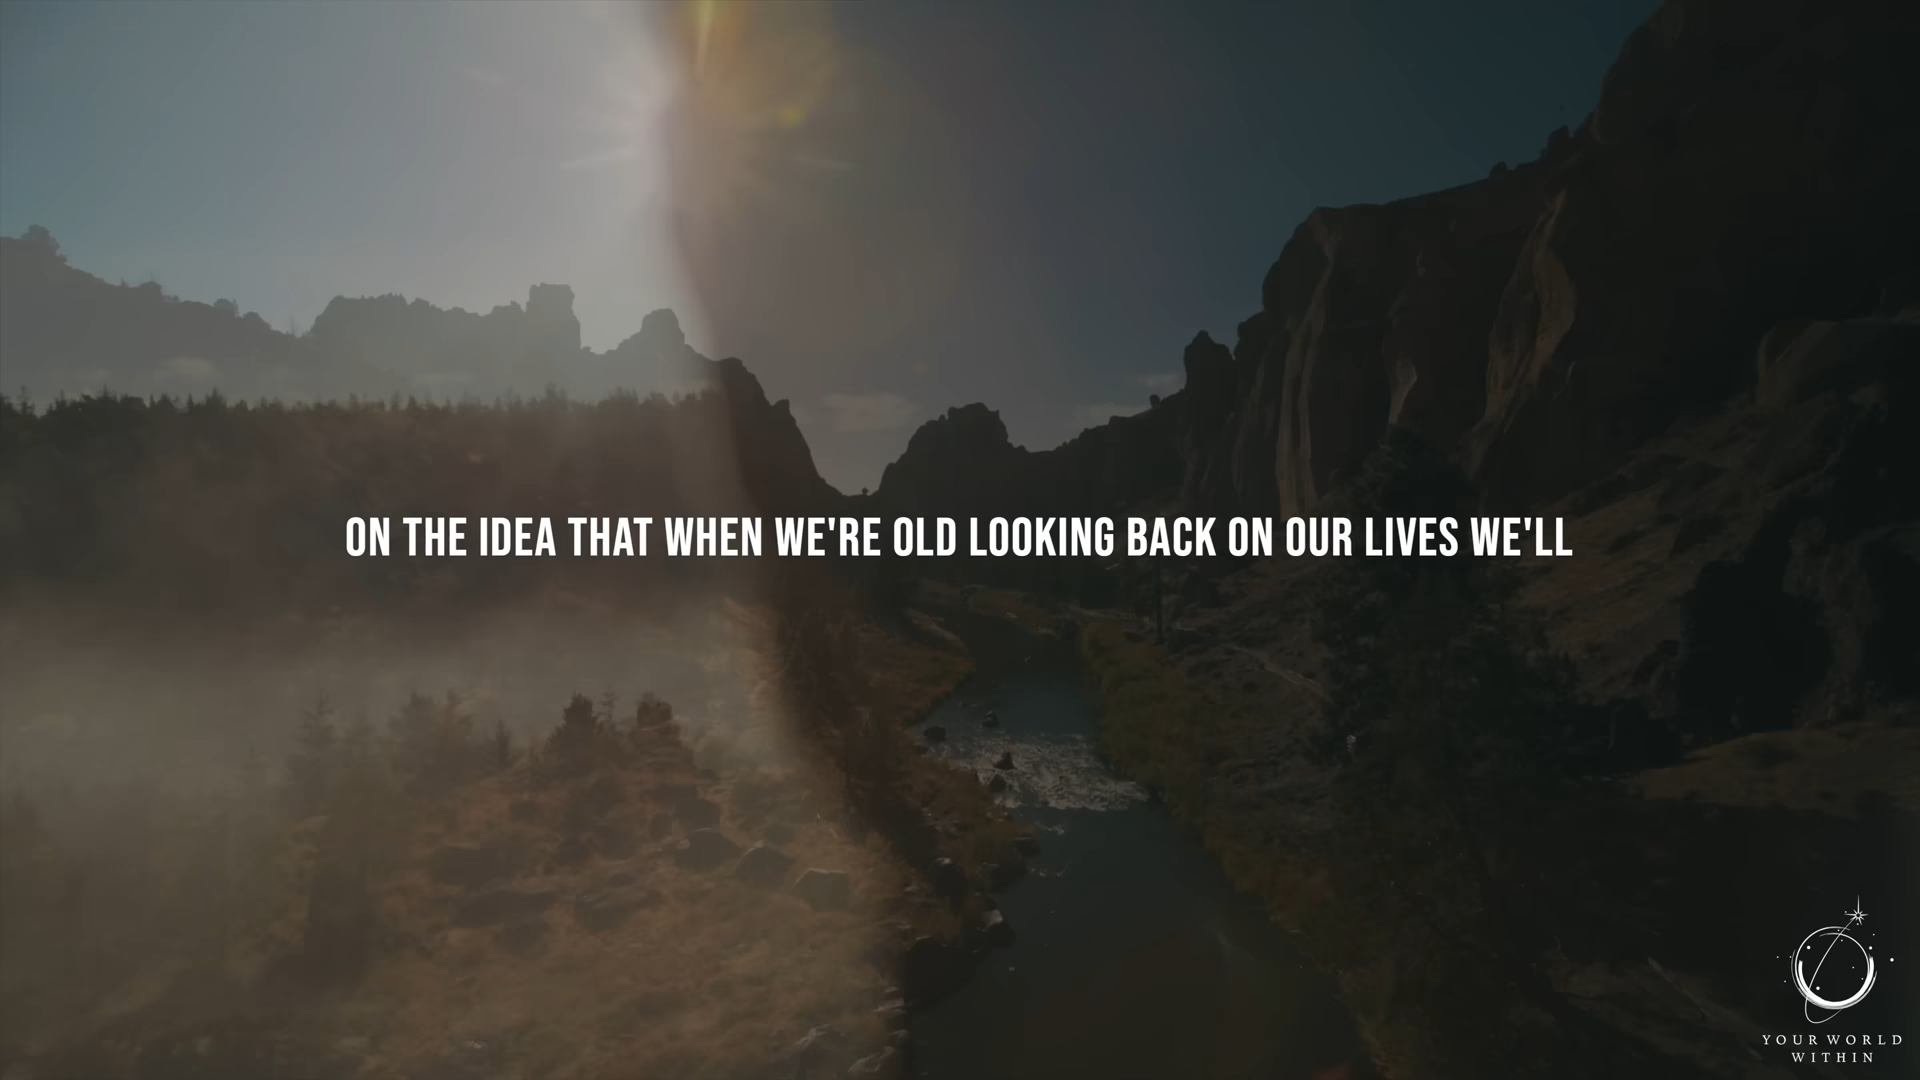 ON THE IDEA THAT WHEN WE'RE OLD LOOKING BACK ON OUR LIVES WE'LL
YOUR WORLD
WITHIN